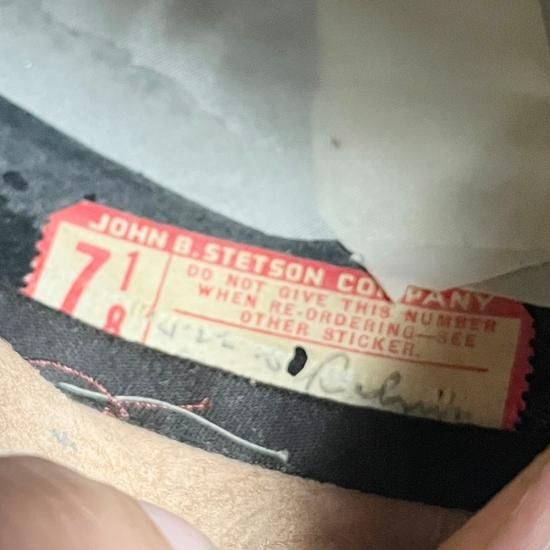 JOHN B. STETSON COMPANY
7 1/8
DO NOT GIVE THIS NUMBER
WHEN RE-ORDERING—SEE
OTHER STICKER.